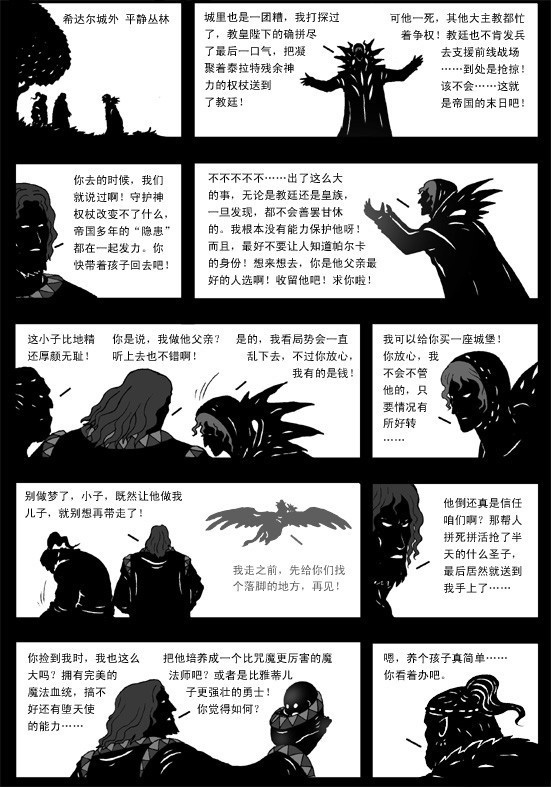 希达尔城外 平静丛林
城里也是一团糟，我打探过
了，教皇陛下的确拼尽
了最后一口气，把凝
聚着泰拉特残余神
力的权杖送到
了教廷！
可他一死，其他大主教都忙
着争权！教廷也不肯发兵
去支援前线战场
……到处是抢掠！
该不会……这就
是帝国的末日吧！
你去的时候，我们
就说过啊！守护神
权杖改变不了什么，
帝国多年的“隐患”
都在一起发力。你
快带着孩子回去吧！
不不不不不……出了这么大
的事，无论是教廷还是皇族，
一旦发现，都不会善罢甘休
的。我根本没有能力保护他呀！
而且，最好不要让人知道帕尔卡
的身份！想来想去，你是他父亲最
好的人选啊！收留他吧！求你啦！
这小子比地精
还厚颜无耻！
你是说，我做他父亲？
听上去也不错啊！
是的，我看局势会一直
乱下去，不过你放心，
我有的是钱！
我可以给你买一座城堡！
你放心，我
不会不管
他的，只
要情况有
所好转
……
别做梦了，小子，既然让他做我
儿子，就别想再带走了！
我走之前，先给你们找
个落脚的地方，再见！
他倒还真是信任
咱们啊？那帮人
拼死拼活抢了半
天的什么圣子，
最后居然就送到
我手上了……
你捡到我时，我也这么
大吗？拥有完美的
魔法血统，搞不
好还有堕天使
的能力……
把他培养成一个比咒魔更厉害的魔
法师吧？或者是比雅蒂儿
子更强壮的勇士！
你觉得如何？
嗯，养个孩子真简单……
你看着办吧。